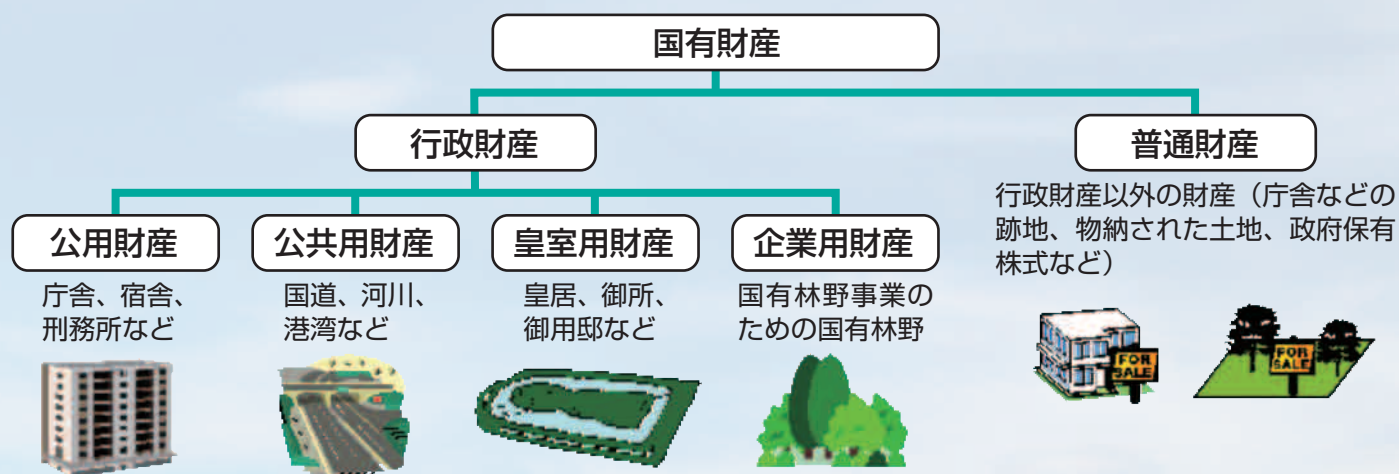 国有財産
行政財産
普通財産
行政財産以外の財産（庁舎などの
跡地、物納された土地、政府保有
株式など）
公用財産
庁舎、宿舎、
刑務所など
公共用財産
国道、河川、
港湾など
皇室用財産
皇居、御所、
御用邸など
企業用財産
国有林野事業の
ための国有林野
FOR
SALE
FOR
SALE